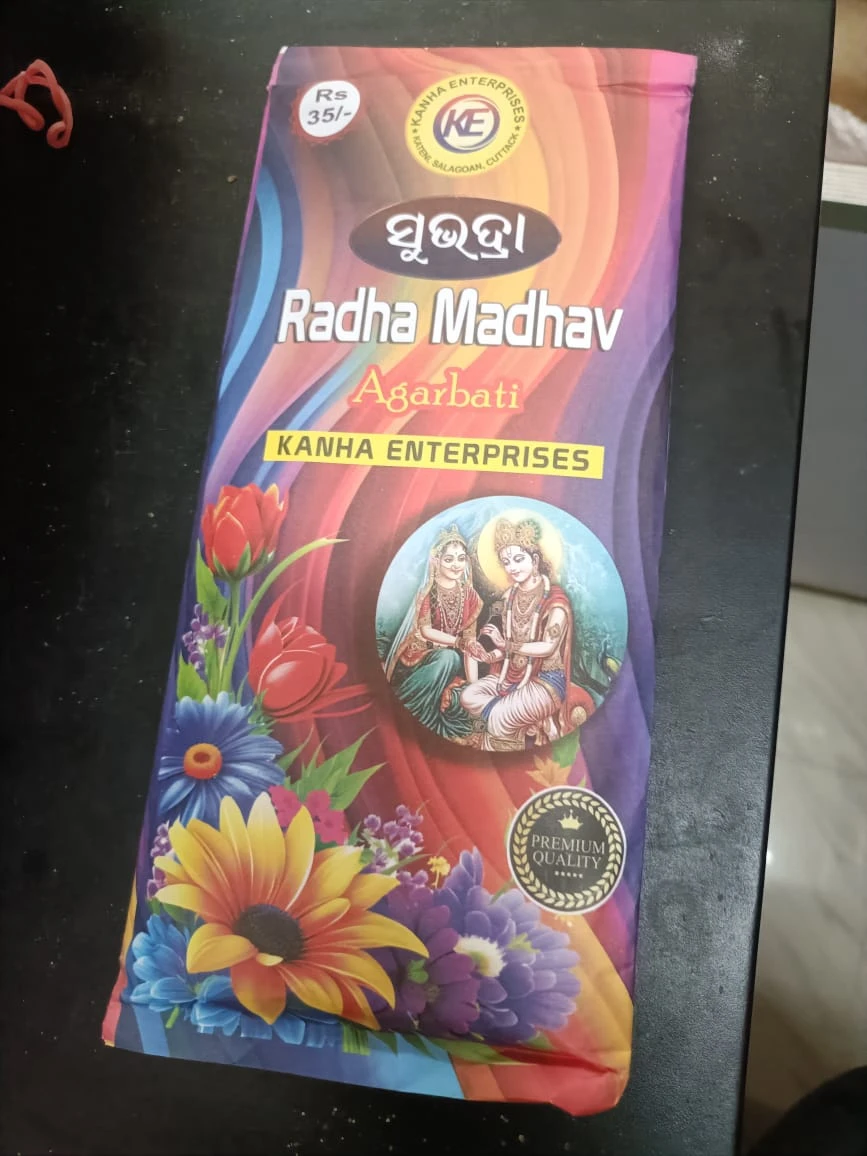 Rs
35/-
KANHA ENTERPRISES
KE
KATENI, SALAGOAN, CUTTACK
ସୁଭଦ୍ରା
Radha Madhav
Agarbati
KANHA ENTERPRISES
PREMIUM
QUALITY